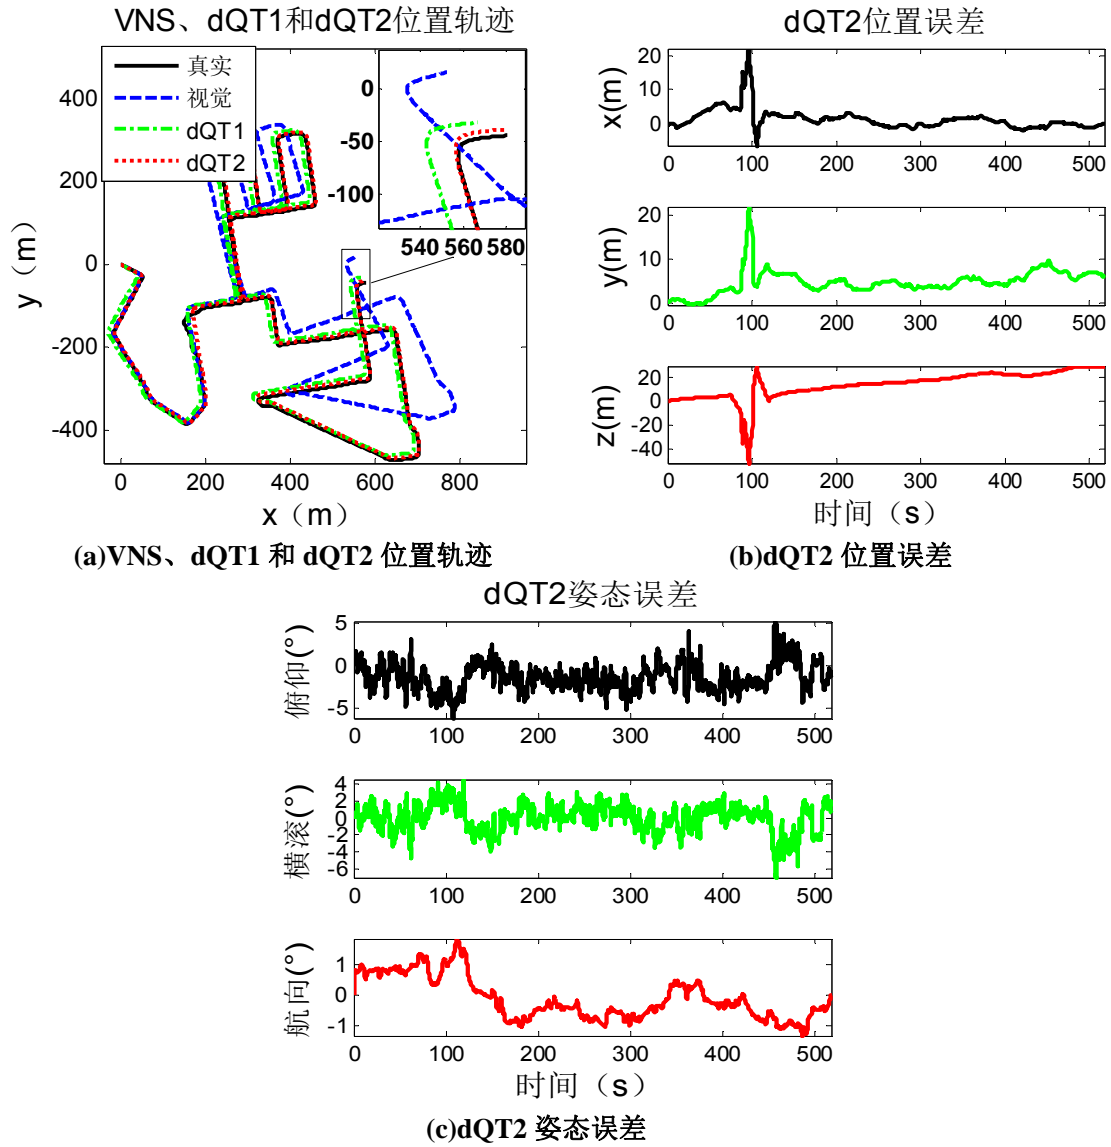 VNS、dQT1和dQT2位置轨迹
真实
视觉
dQT1
dQT2
400
200
0
-200
-400
y（m）
0
-50
-100
540 560 580
0 200 400 600 800
x（m）
(a)VNS、dQT1 和 dQT2 位置轨迹
dQT2位置误差
20
10
0
x(m)
0 100 200 300 400 500
20
10
0
y(m)
0 100 200 300 400 500
20
0
-20
-40
z(m)
0 100 200 300 400 500
时间（s）
(b)dQT2 位置误差
dQT2姿态误差
5
0
-5
俯仰(°)
0 100 200 300 400 500
4
2
0
-2
-4
-6
横滚(°)
0 100 200 300 400 500
1
0
-1
航向(°)
0 100 200 300 400 500
时间（s）
(c)dQT2 姿态误差